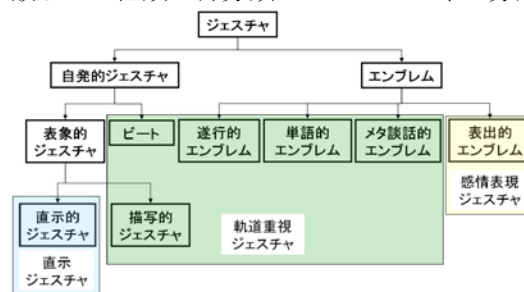 ジェスチャ
自発的ジェスチャ
エンブレム
表象的
ジェスチャ
ビート
遂行的
エンブレム
単語的
エンブレム
メタ談話的
エンブレム
表出的
エンブレム
感情表現
ジェスチャ
直示的
ジェスチャ
描写的
ジェスチャ
軌道重視
ジェスチャ
直示
ジェスチャ